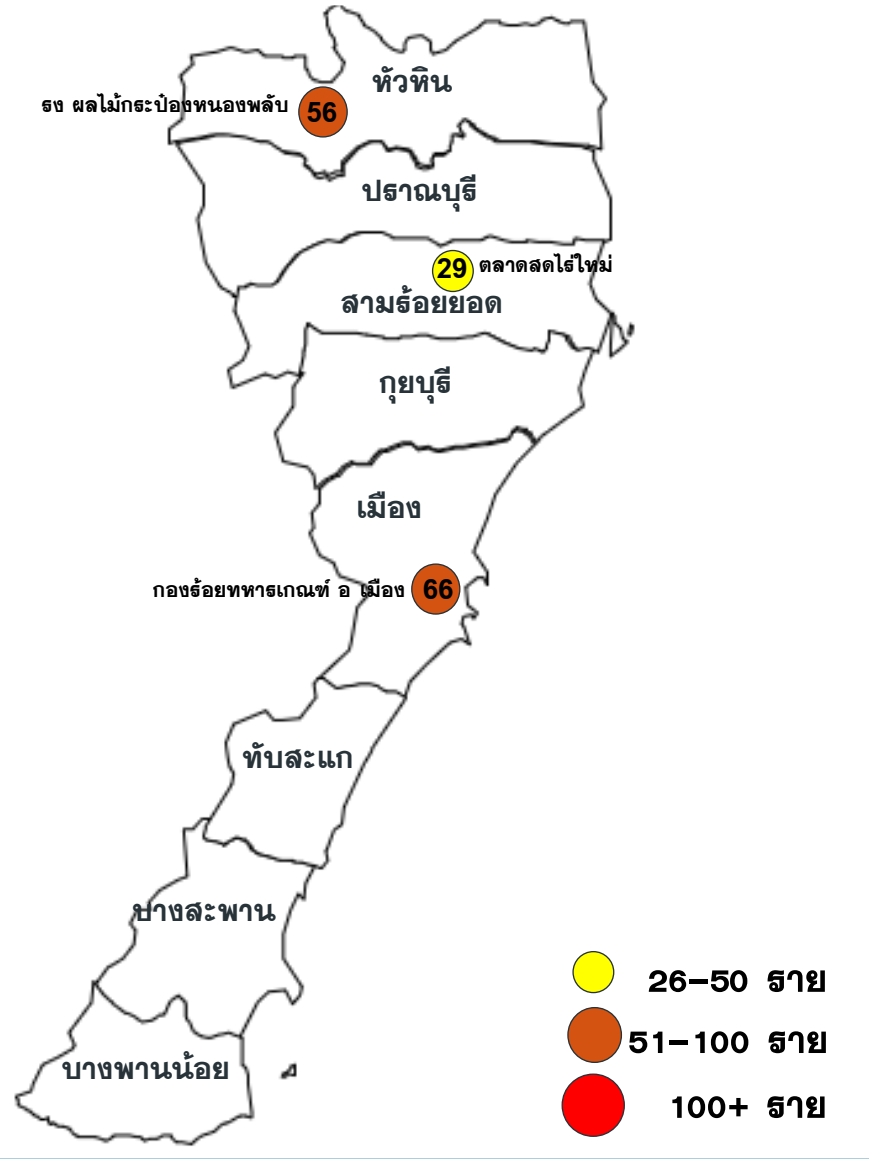 หัวหิน
รง ผลไม้กระป๋องหนองพลับ 56
ปราณบุรี
29 ตลาดสดไร่ใหม่
สามร้อยยอด
กุยบุรี
เมือง
กองร้อยทหารเกณฑ์ อ เมือง 66
ทับสะแก
บางสะพาน
บางพานน้อย
26-50 ราย
51-100 ราย
100+ ราย